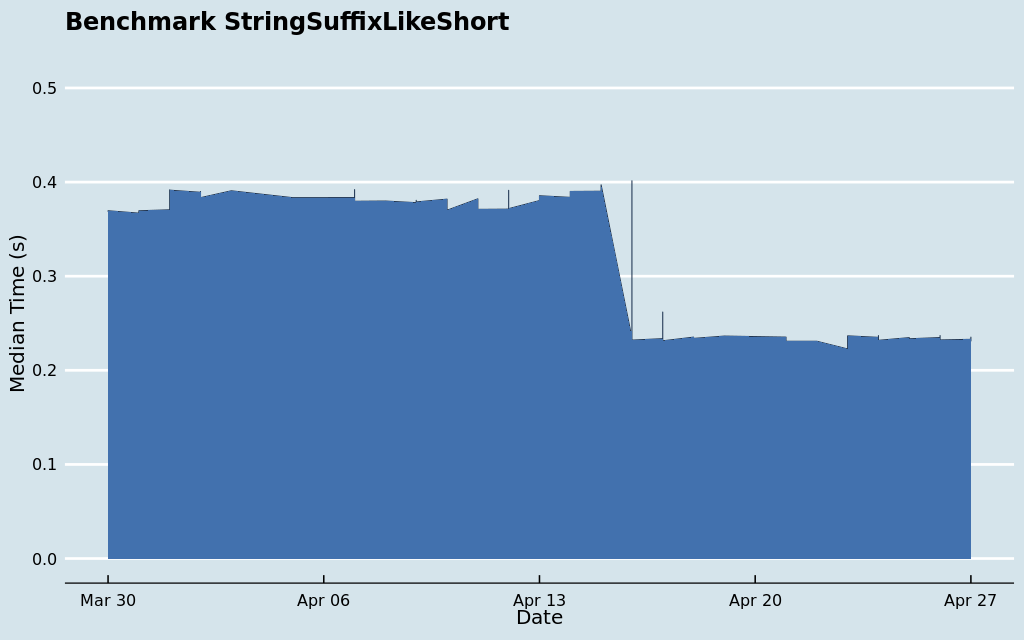 Benchmark StringSuffixLikeShort
0.5
0.4
0.3
0.2
0.1
0.0
Median Time (s)
Mar 30 Apr 06 Apr 13 Apr 20 Apr 27
Date